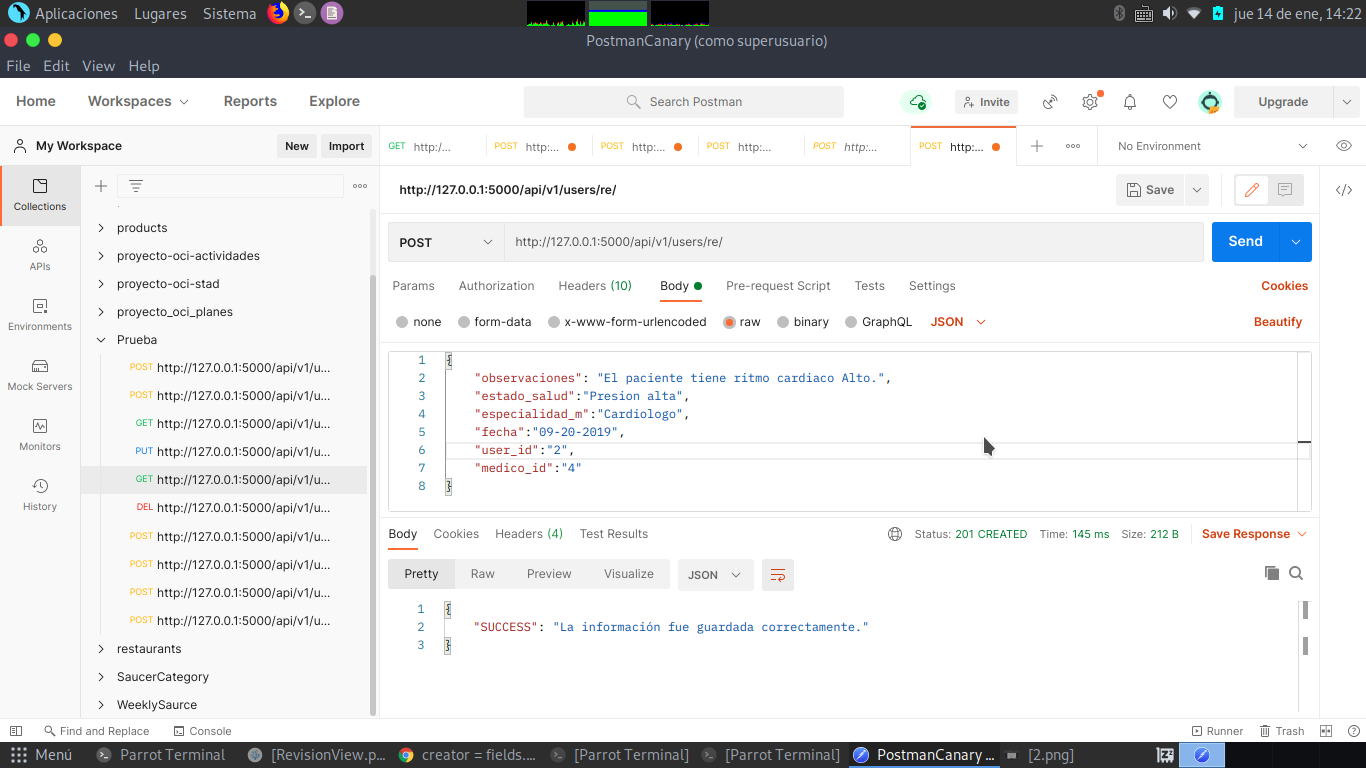 Aplicaciones Lugares Sistema jue 14 de ene, 14:22
PostmanCanary (como superusuario)
File Edit View Help
Home Workspaces Reports Explore Search Postman Invite Upgrade
My Workspace New Import GET http:/... POST http:... POST http:... POST http:... POST http:... POST http:... No Environment
http://127.0.0.1:5000/api/v1/users/re/ Save
Collections
APIs
Environments
Mock Servers
Monitors
History
products
proyecto-oci-actividades
proyecto-oci-stad
proyecto_oci_planes
Prueba
POST http://127.0.0.1:5000/api/v1/u...
POST http://127.0.0.1:5000/api/v1/u...
GET http://127.0.0.1:5000/api/v1/u...
PUT http://127.0.0.1:5000/api/v1/u...
GET http://127.0.0.1:5000/api/v1/u...
DEL http://127.0.0.1:5000/api/v1/u...
POST http://127.0.0.1:5000/api/v1/u...
POST http://127.0.0.1:5000/api/v1/u...
POST http://127.0.0.1:5000/api/v1/u...
POST http://127.0.0.1:5000/api/v1/u...
restaurants
SaucerCategory
WeeklySaurce
POST http://127.0.0.1:5000/api/v1/users/re/ Send
Params Authorization Headers (10) Body Pre-request Script Tests Settings Cookies
none form-data x-www-form-urlencoded raw binary GraphQL JSON Beautify
1 {
2 "observaciones": "El paciente tiene ritmo cardiaco Alto.",
3 "estado_salud":"Presion alta",
4 "especialidad_m":"Cardiologo",
5 "fecha":"09-20-2019",
6 "user_id":"2",
7 "medico_id":"4"
8 }
Body Cookies Headers (4) Test Results Status: 201 CREATED Time: 145 ms Size: 212 B Save Response
Pretty Raw Preview Visualize JSON
1 {
2 "SUCCESS": "La información fue guardada correctamente."
3 }
Find and Replace Console Runner Trash
Menú Parrot Terminal [RevisionView.p... creator = fields.... [Parrot Terminal] [Parrot Terminal] PostmanCanary ... [2.png]